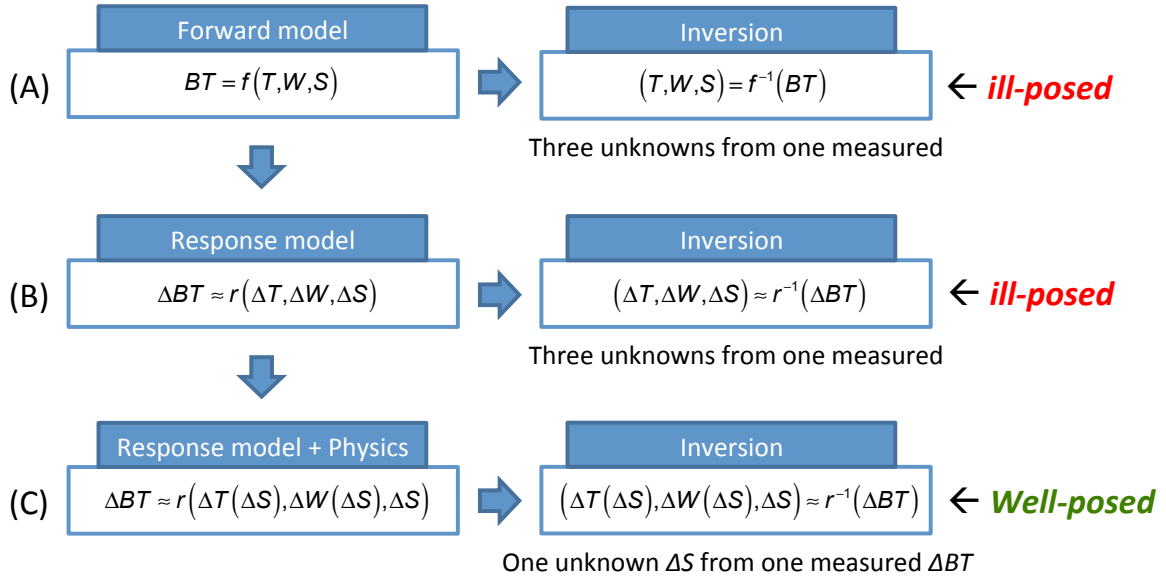 Forward model
Inversion
(A)
BT = f(T,W,S)
(T,W,S) = f⁻¹(BT)
← ill-posed
Three unknowns from one measured
Response model
Inversion
(B)
ΔBT ≈ r(ΔT,ΔW,ΔS)
(ΔT,ΔW,ΔS) ≈ r⁻¹(ΔBT)
← ill-posed
Three unknowns from one measured
Response model + Physics
Inversion
(C)
ΔBT ≈ r(ΔT(ΔS),ΔW(ΔS),ΔS)
(ΔT(ΔS),ΔW(ΔS),ΔS) ≈ r⁻¹(ΔBT)
← Well-posed
One unknown ΔS from one measured ΔBT